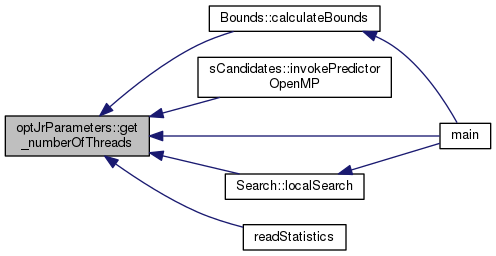 Bounds::calculateBounds
sCandidates::invokePredictor
OpenMP
optJrParameters::get
_numberOfThreads
main
Search::localSearch
readStatistics